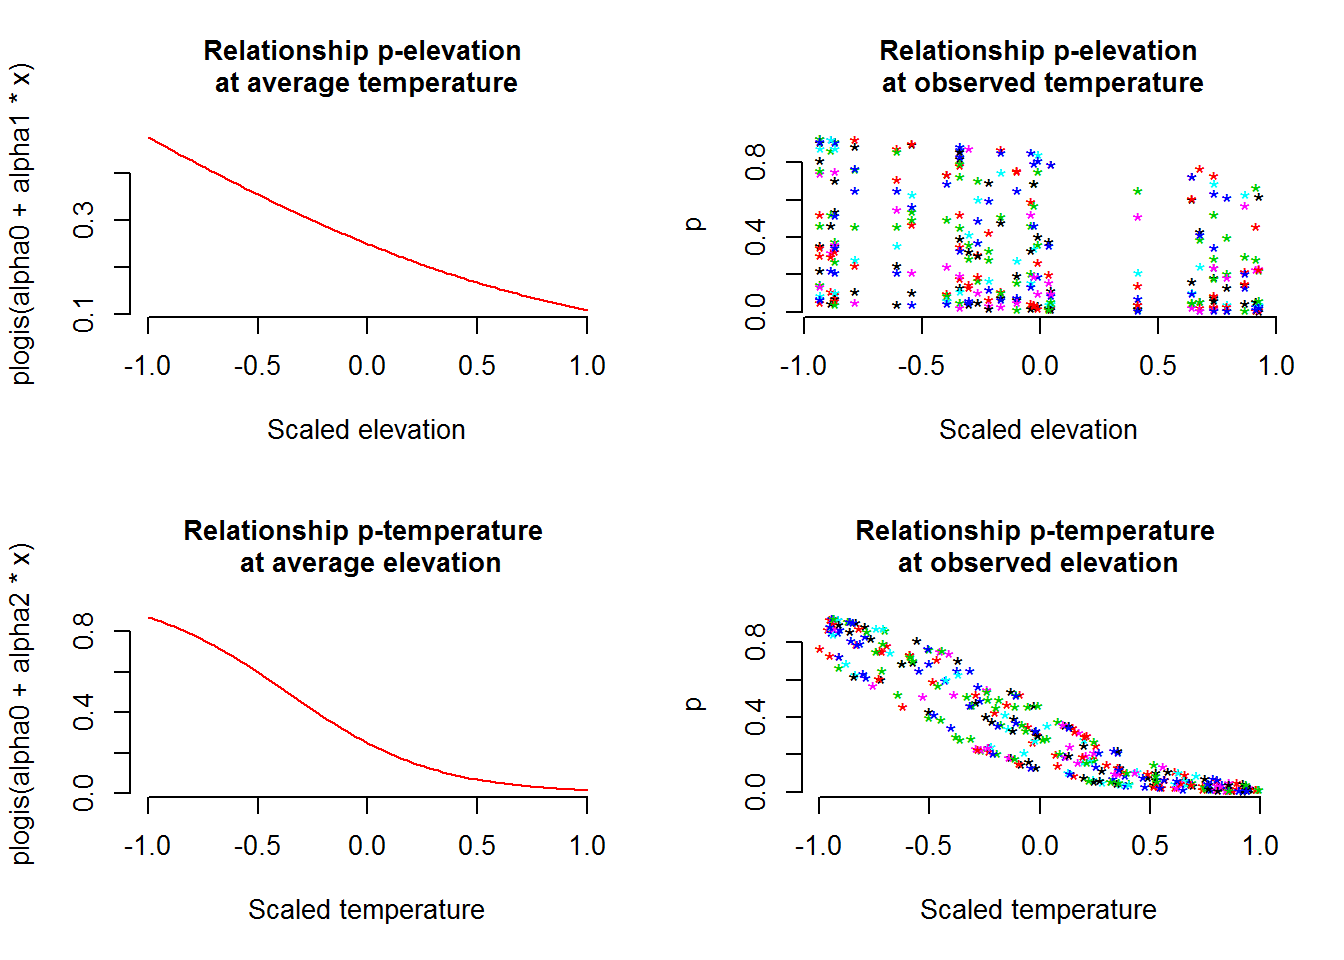 Relationship p-elevation
at average temperature
plogis(alpha0 + alpha1 * x)
0.3
0.1
-1.0 -0.5 0.0 0.5 1.0
Scaled elevation
Relationship p-elevation
at observed temperature
p
0.8
0.4
0.0
-1.0 -0.5 0.0 0.5 1.0
Scaled elevation
Relationship p-temperature
at average elevation
plogis(alpha0 + alpha2 * x)
0.8
0.4
0.0
-1.0 -0.5 0.0 0.5 1.0
Scaled temperature
Relationship p-temperature
at observed elevation
p
0.8
0.4
0.0
-1.0 -0.5 0.0 0.5 1.0
Scaled temperature